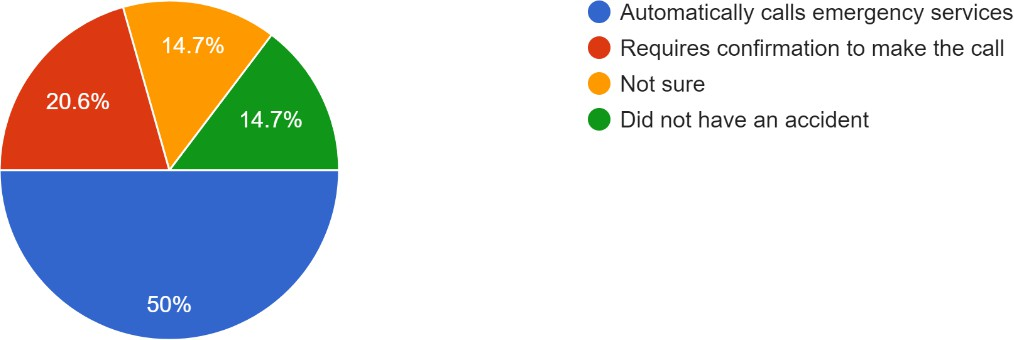 14.7%
20.6%
14.7%
50%
Automatically calls emergency services
Requires confirmation to make the call
Not sure
Did not have an accident